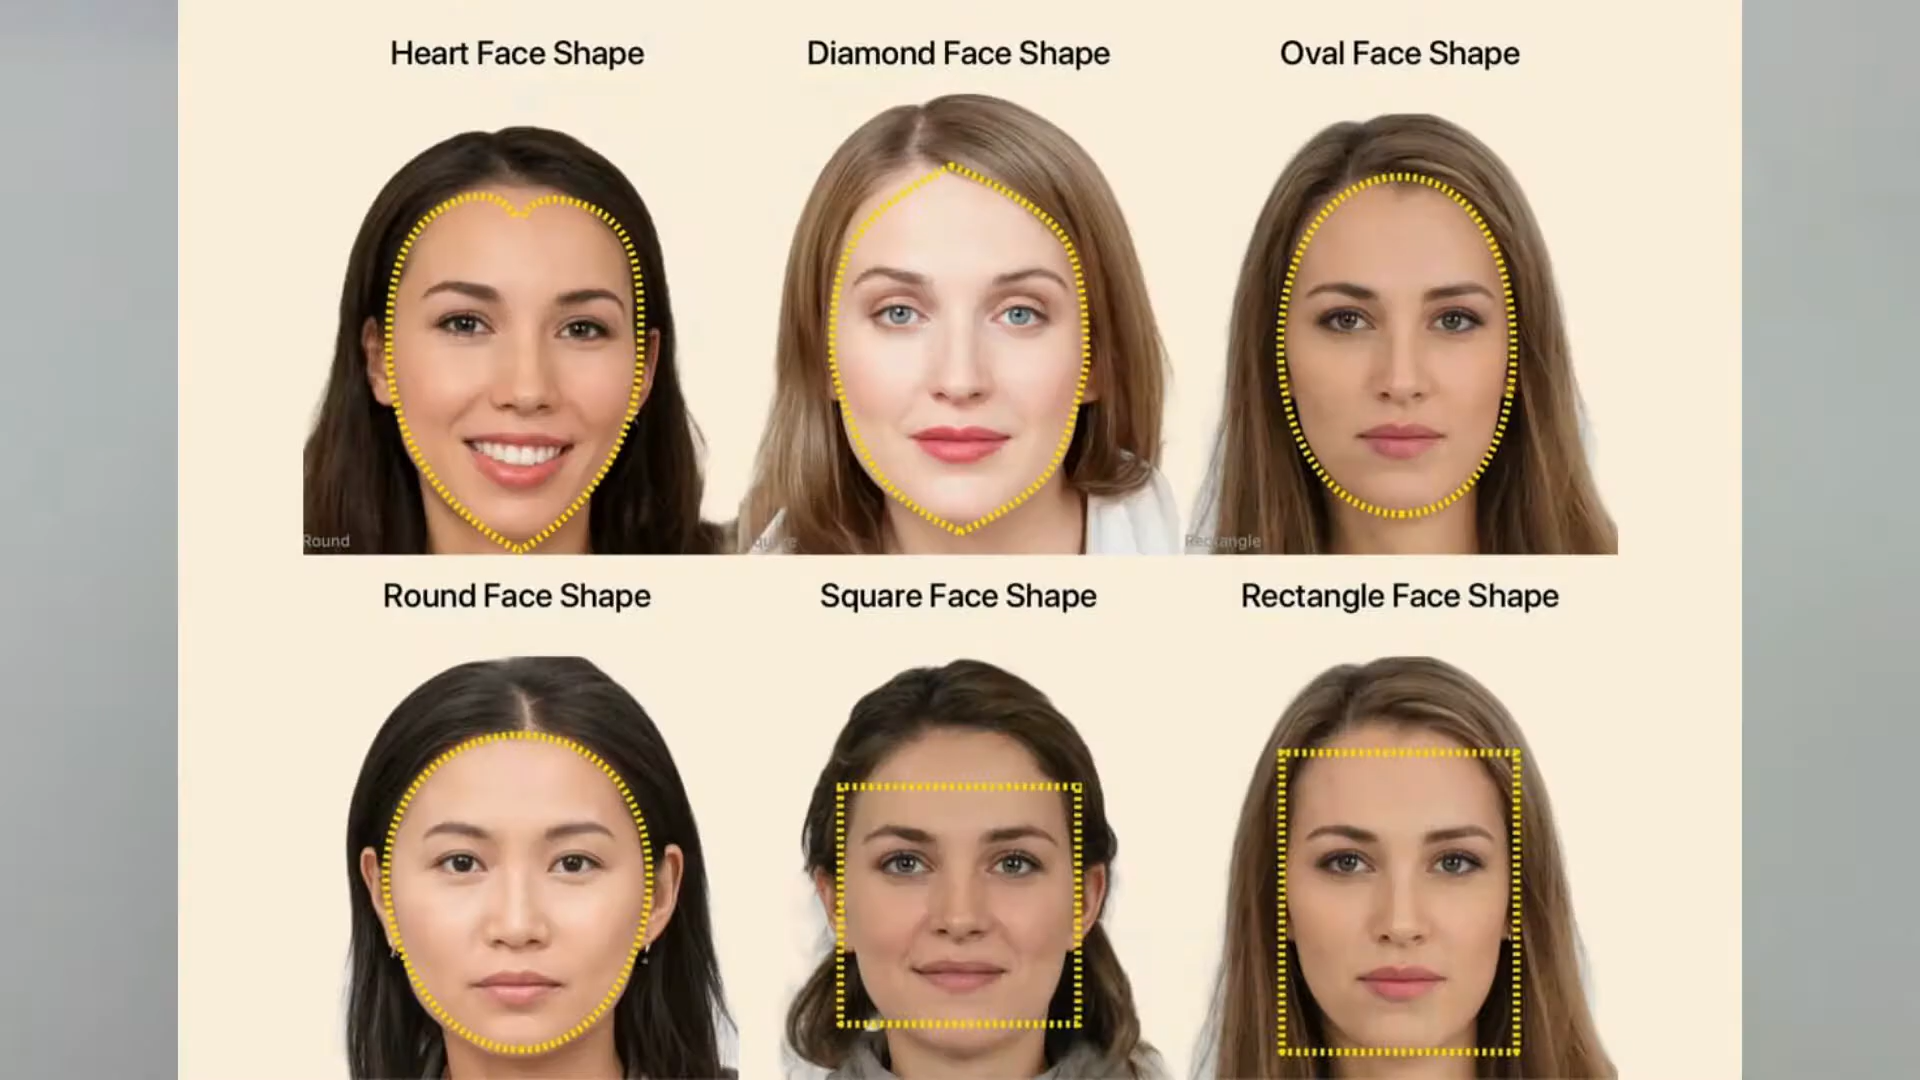 Heart Face Shape
Diamond Face Shape
Oval Face Shape
Round
Rectangle
Round Face Shape
Square Face Shape
Rectangle Face Shape